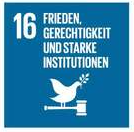 16 FRIEDEN,
GERECHTIGKEIT
UND STARKE
INSTITUTIONEN